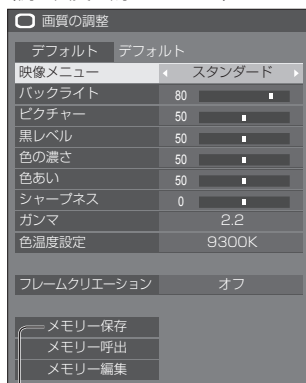 画質の調整
デフォルト デフォルト
映像メニュー スタンダード
バックライト 80
ピクチャー 50
黒レベル 50
色の濃さ 50
色あい 50
シャープネス 0
ガンマ 2.2
色温度設定 9300K
フレームクリエーション オフ
メモリー保存
メモリー呼出
メモリー編集